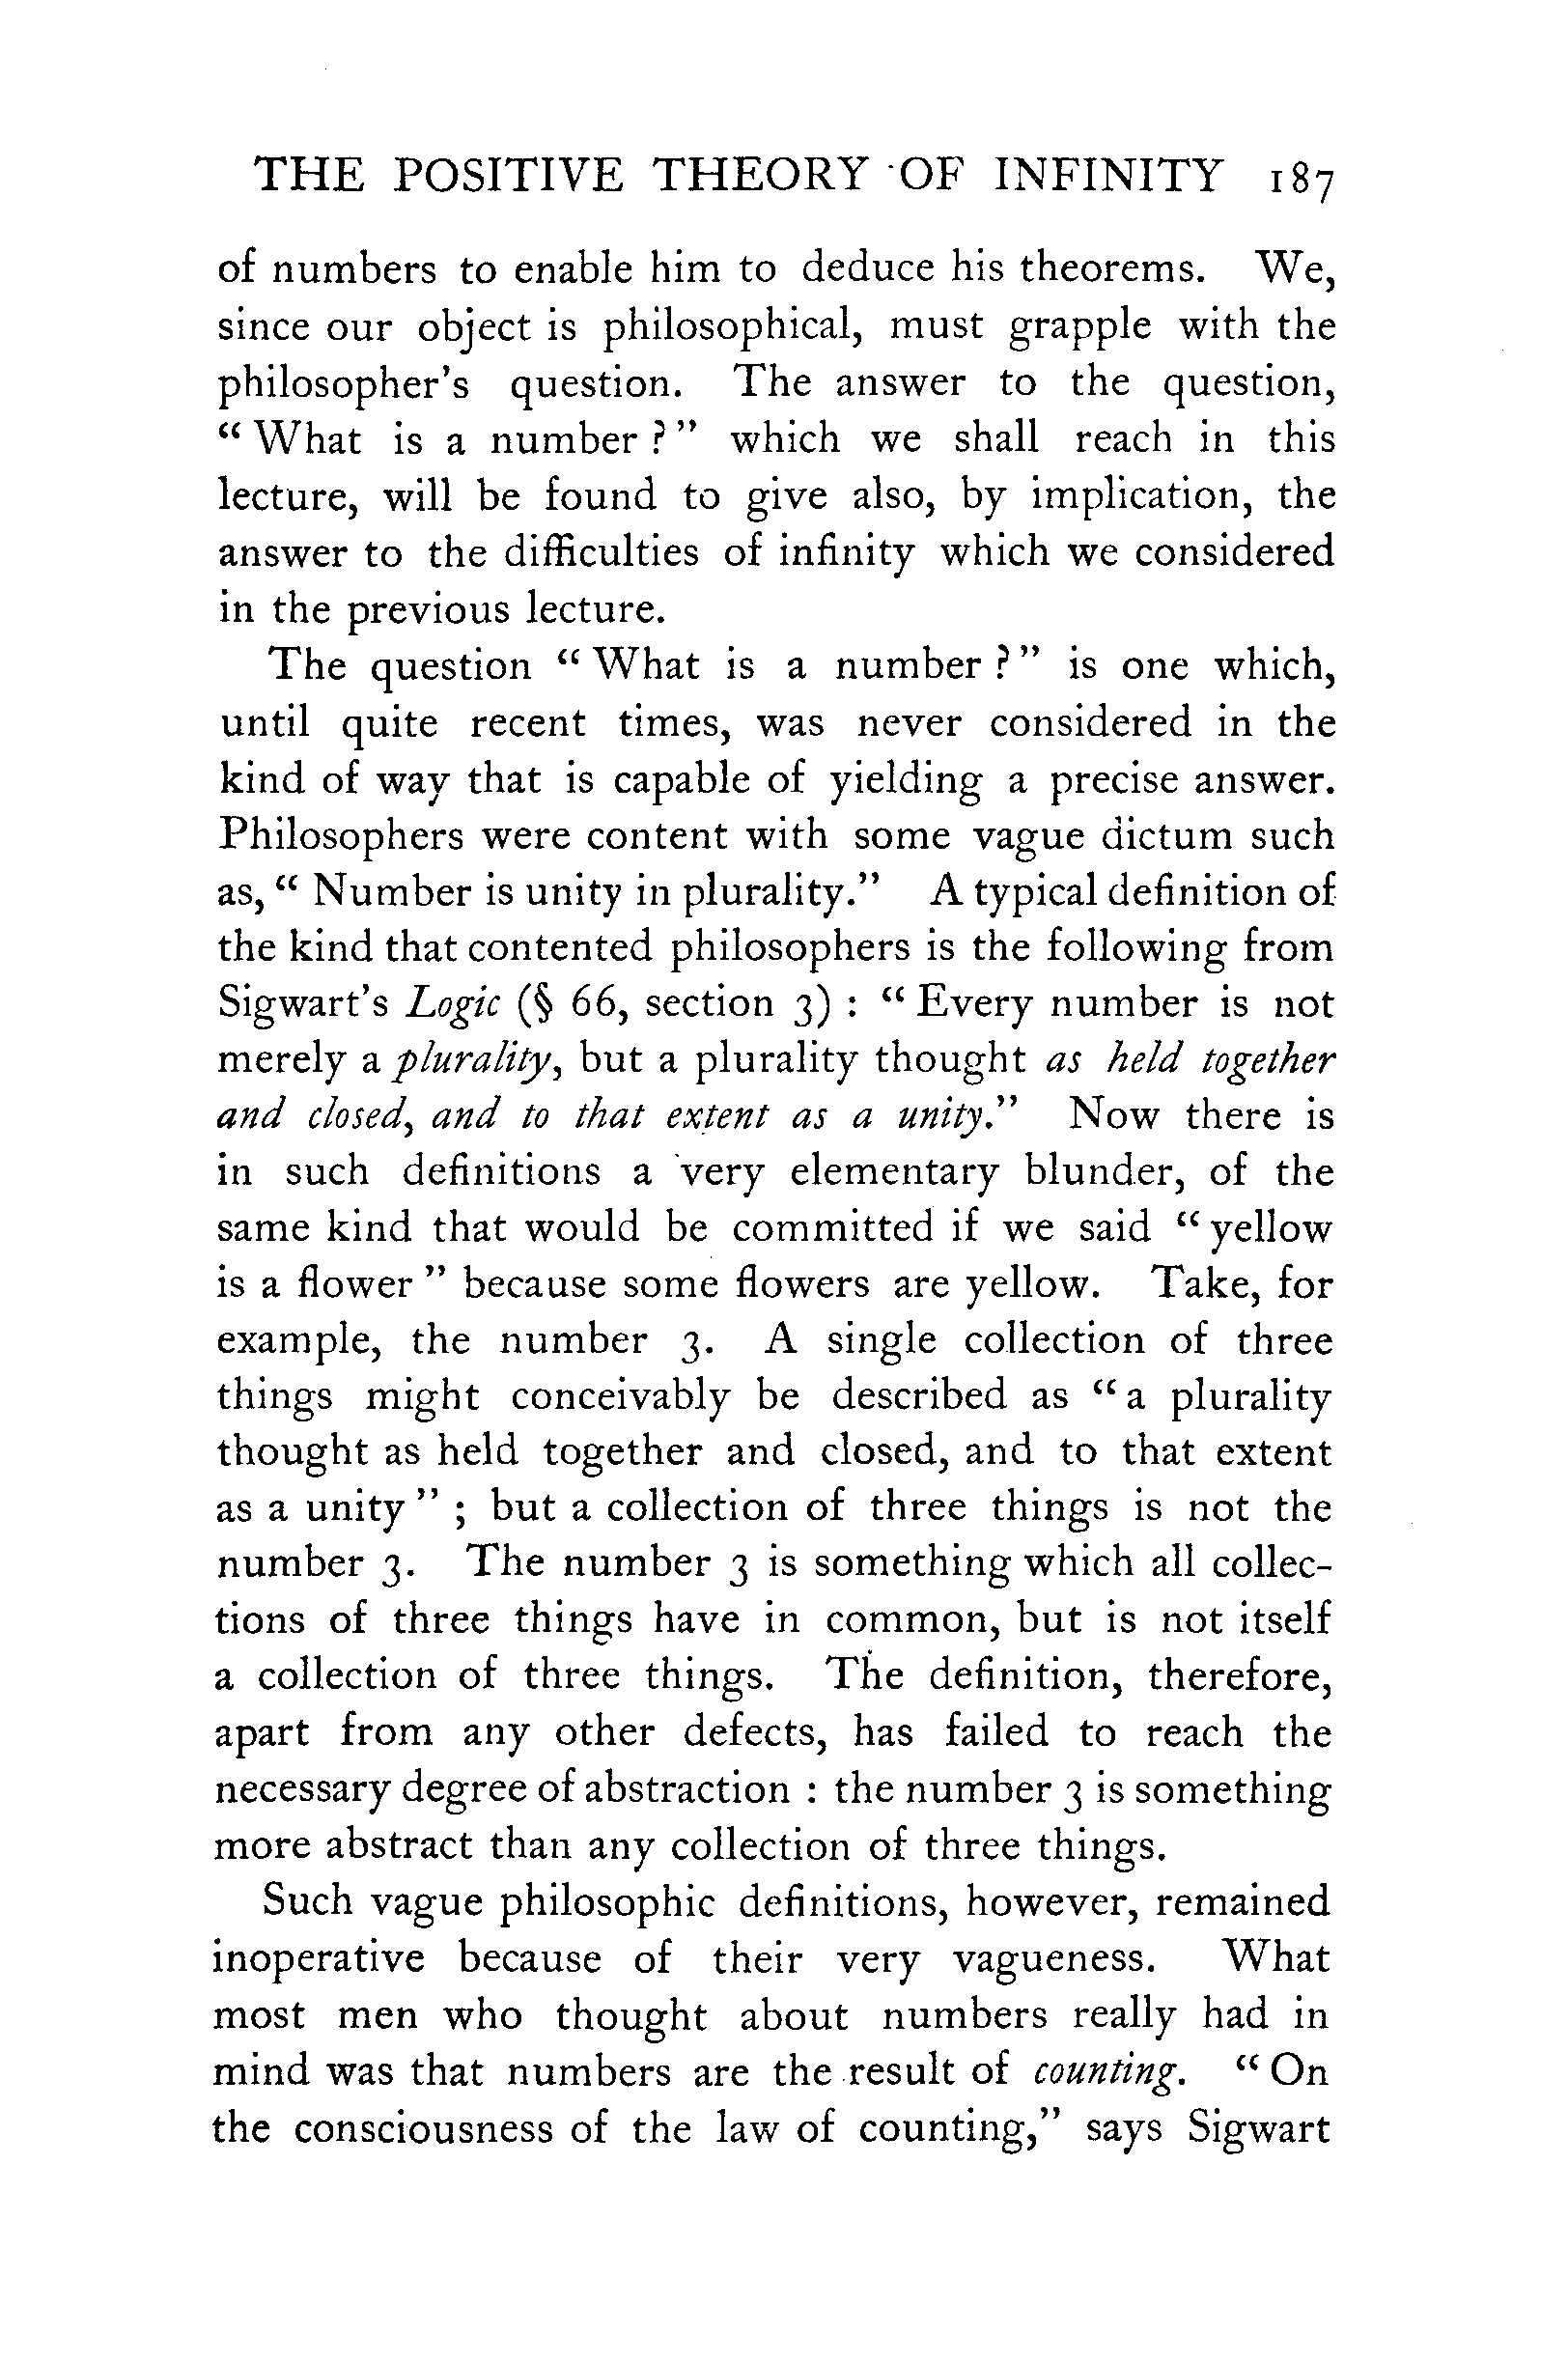 THE POSITIVE THEORY OF INFINITY 187
of numbers to enable him to deduce his theorems. We,
since our object is philosophical, must grapple with the
philosopher's question. The answer to the question,
“ What is a number ? ” which we shall reach in this
lecture, will be found to give also, by implication, the
answer to the difficulties of infinity which we considered
in the previous lecture.
The question “ What is a number ? ” is one which,
until quite recent times, was never considered in the
kind of way that is capable of yielding a precise answer.
Philosophers were content with some vague dictum such
as, “ Number is unity in plurality.” A typical definition of
the kind that contented philosophers is the following from
Sigwart's Logic (§ 66, section 3) : “ Every number is not
merely a plurality, but a plurality thought as held together
and closed, and to that extent as a unity.” Now there is
in such definitions a very elementary blunder, of the
same kind that would be committed if we said “ yellow
is a flower ” because some flowers are yellow. Take, for
example, the number 3. A single collection of three
things might conceivably be described as “ a plurality
thought as held together and closed, and to that extent
as a unity ” ; but a collection of three things is not the
number 3. The number 3 is something which all collec-
tions of three things have in common, but is not itself
a collection of three things. The definition, therefore,
apart from any other defects, has failed to reach the
necessary degree of abstraction : the number 3 is something
more abstract than any collection of three things.
Such vague philosophic definitions, however, remained
inoperative because of their very vagueness. What
most men who thought about numbers really had in
mind was that numbers are the result of counting. “ On
the consciousness of the law of counting,” says Sigwart